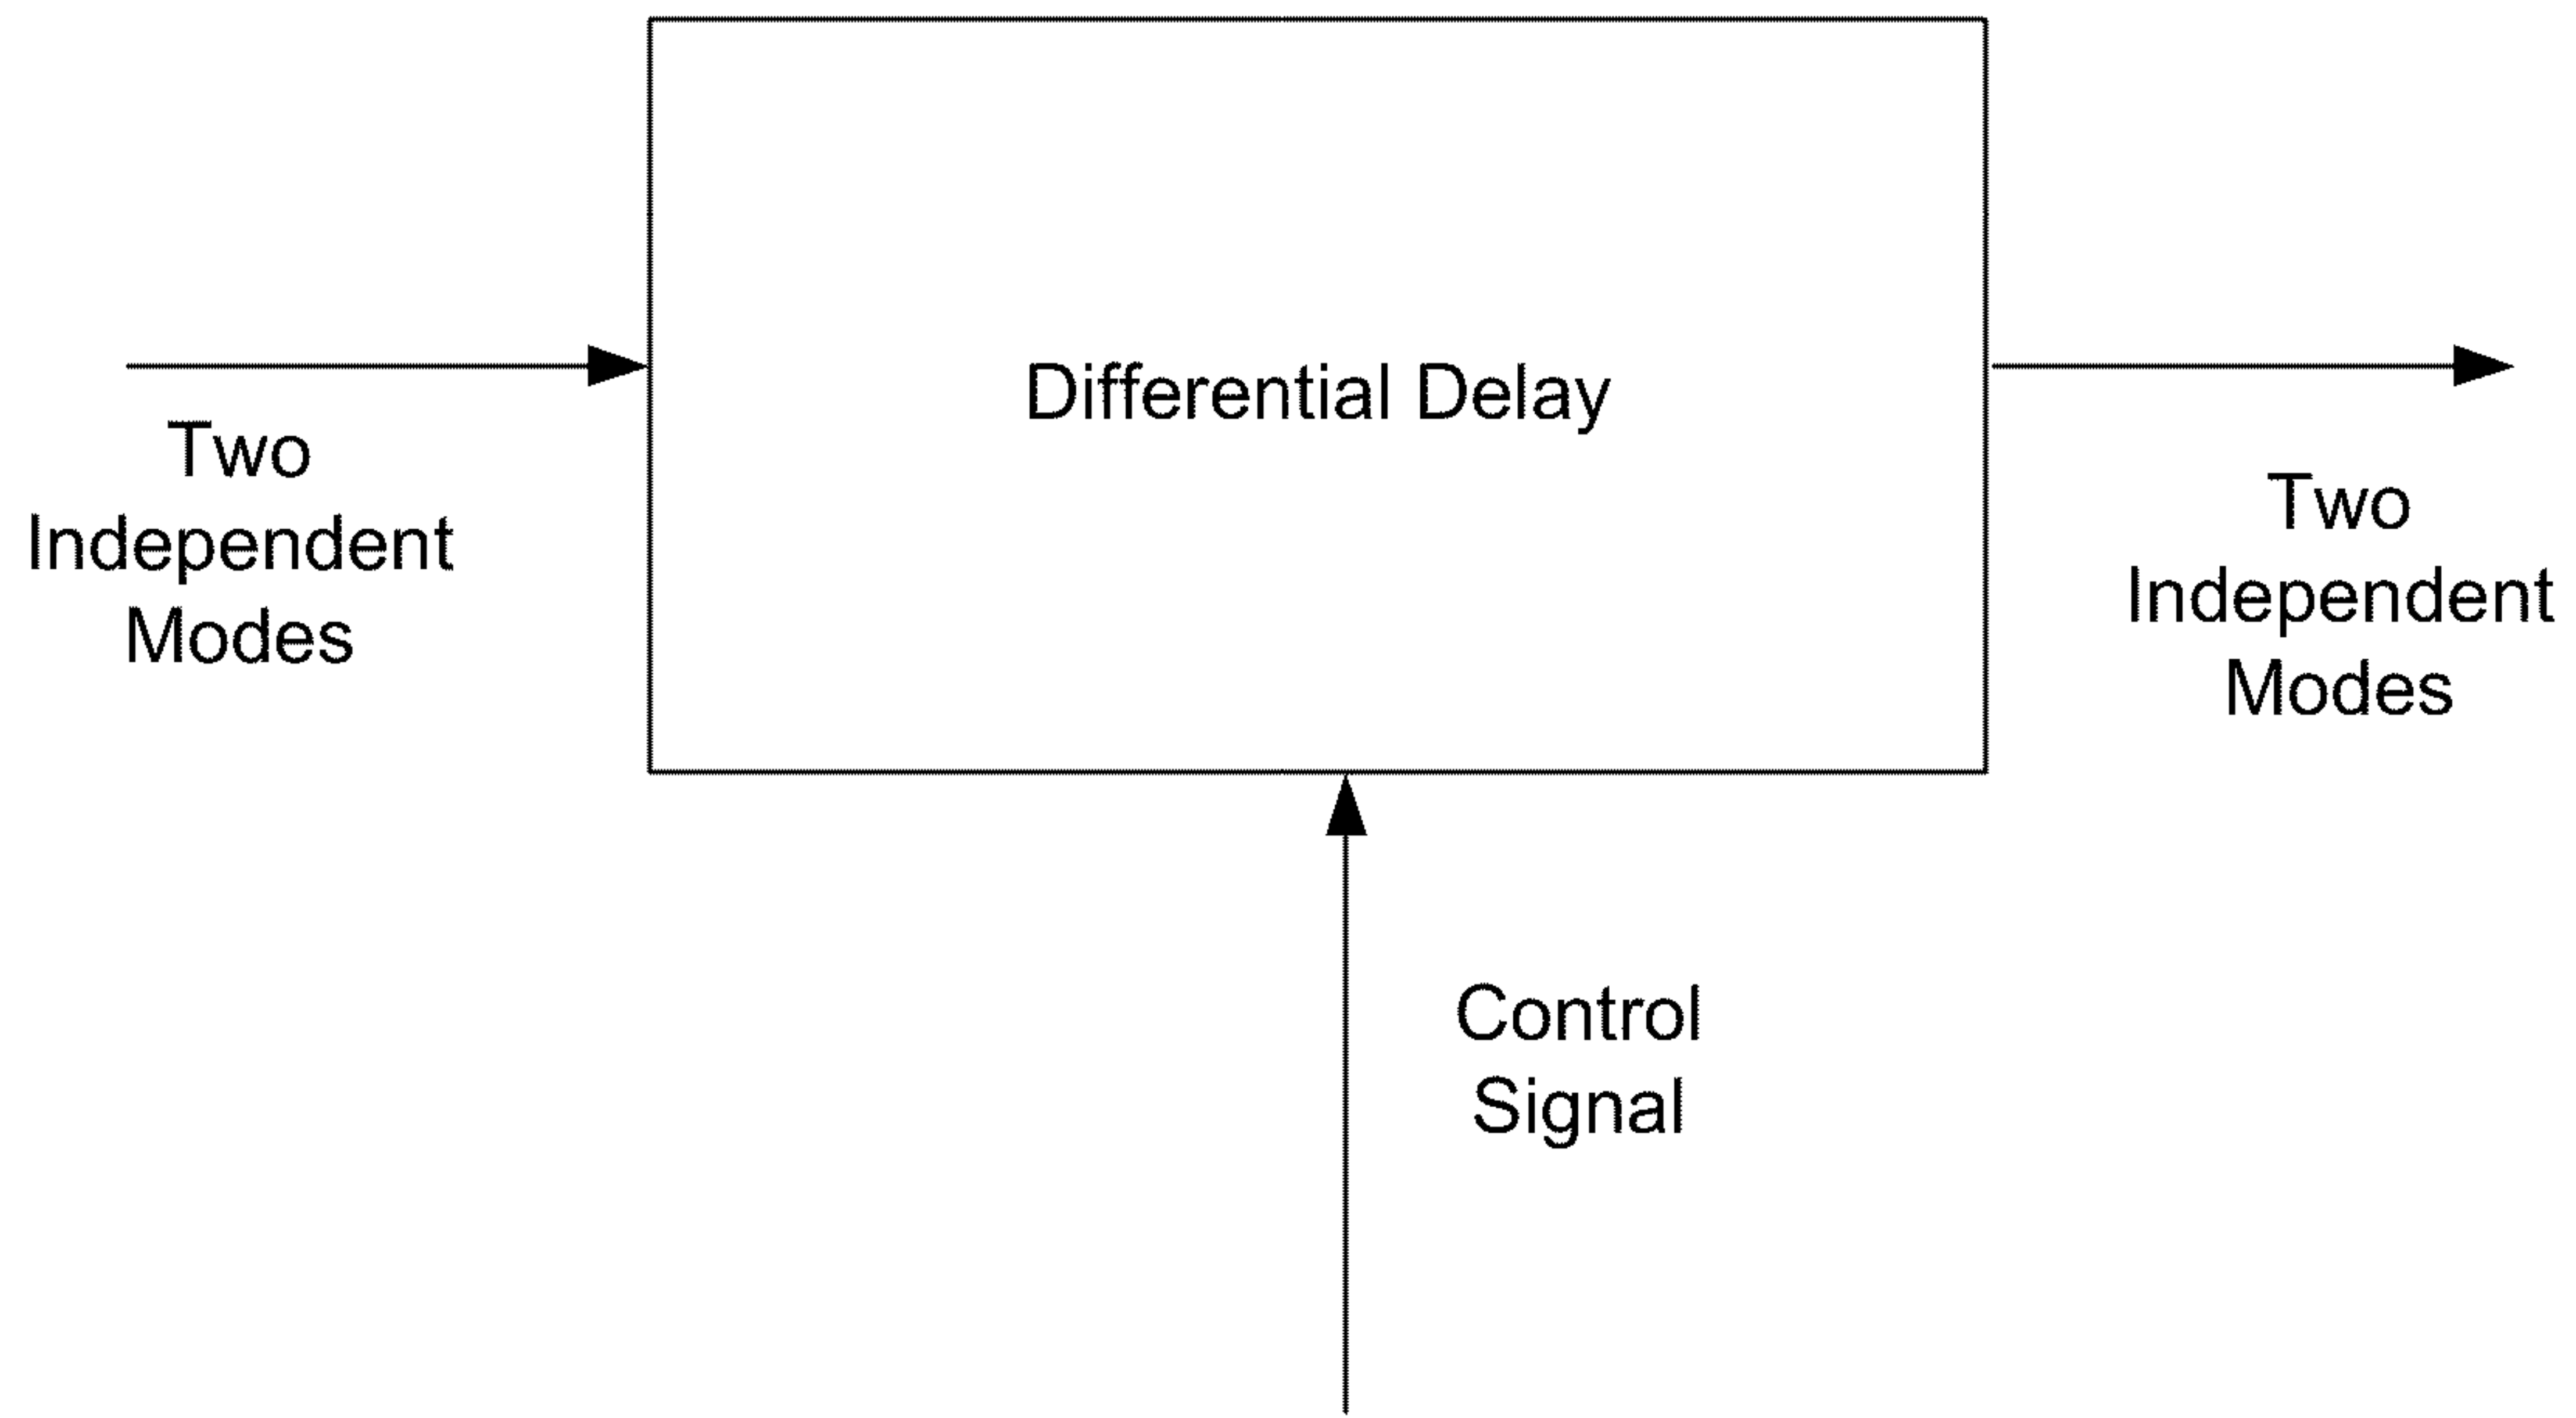 Differential Delay
Two
Independent
Modes
Two
Independent
Modes
Control
Signal